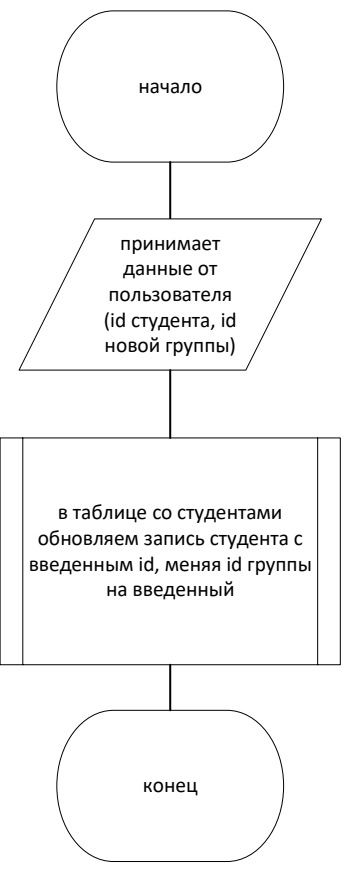 начало
принимает
данные от
пользователя
(id студента, id
новой группы)
в таблице со студентами
обновляем запись студента с
введенным id, меняя id группы
на введенный
конец